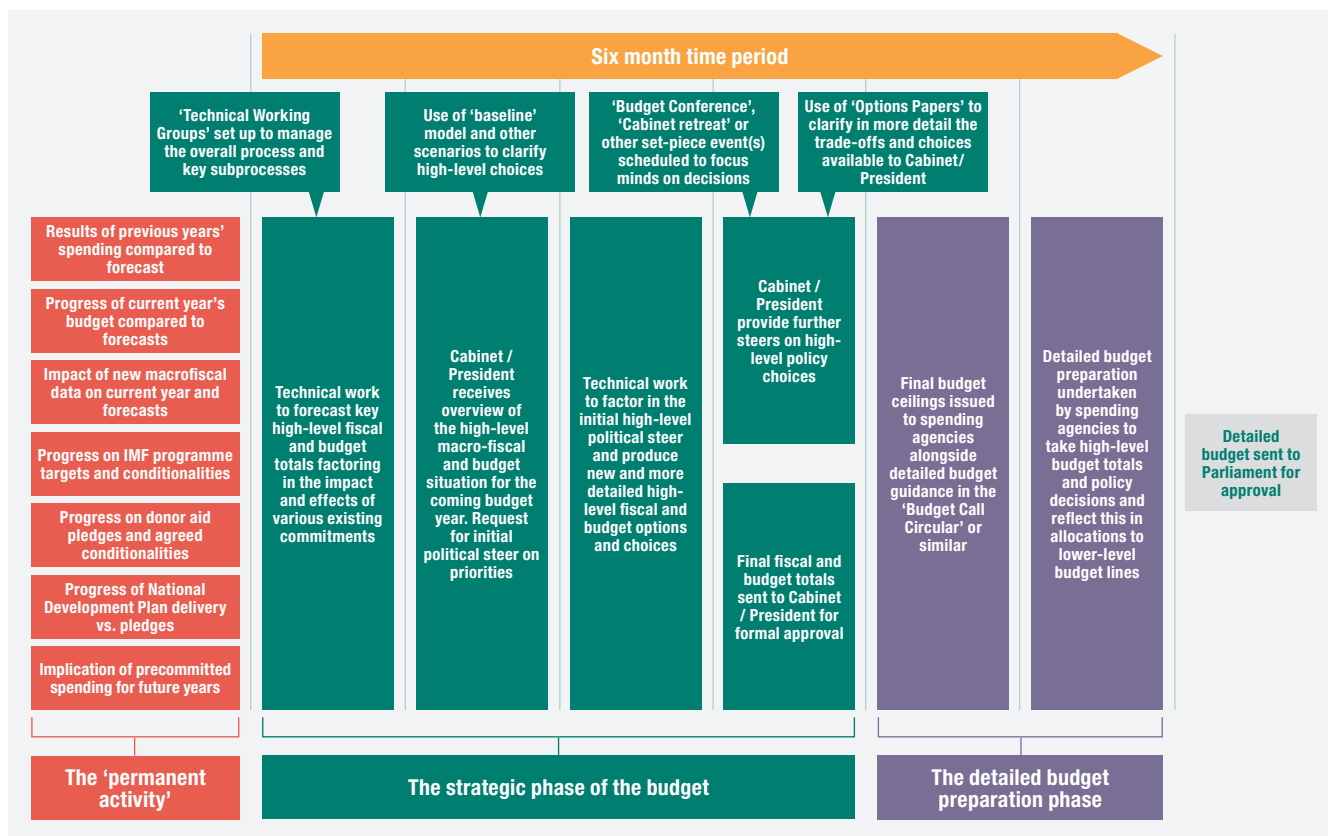 Six month time period
‘Technical Working
Groups’ set up to manage
the overall process and
key subprocesses
Use of ‘baseline’
model and other
scenarios to clarify
high-level choices
‘Budget Conference’,
‘Cabinet retreat’ or
other set-piece event(s)
scheduled to focus
minds on decisions
Use of ‘Options Papers’ to
clarify in more detail the
trade-offs and choices
available to Cabinet/
President
Results of previous years’
spending compared to
forecast
Progress of current year’s
budget compared to
forecasts
Impact of new macrofiscal
data on current year and
forecasts
Progress on IMF programme
targets and conditionalities
Progress on donor aid
pledges and agreed
conditionalities
Progress of National
Development Plan delivery
vs. pledges
Implication of precommitted
spending for future years
Technical work
to forecast key
high-level fiscal
and budget
totals factoring
in the impact
and effects of
various existing
commitments
Cabinet /
President
receives
overview of
the high-level
macro-fiscal
and budget
situation for the
coming budget
year. Request
for initial
political steer on
priorities
Technical work
to factor in the
initial high-level
political steer
and produce
new and more
detailed high-
level fiscal and
budget options
and choices
Cabinet /
President
provide further
steers on high-
level policy
choices
Final fiscal and
budget totals
sent to Cabinet
/ President for
formal approval
Final budget
ceilings issued
to spending
agencies
alongside
detailed budget
guidance in the
‘Budget Call
Circular’ or
similar
Detailed budget
preparation
undertaken
by spending
agencies to
take high-level
budget totals
and policy
decisions and
reflect this in
allocations to
lower-level
budget lines
Detailed
budget sent to
Parliament for
approval
The ‘permanent
activity’
The strategic phase of the budget
The detailed budget
preparation phase